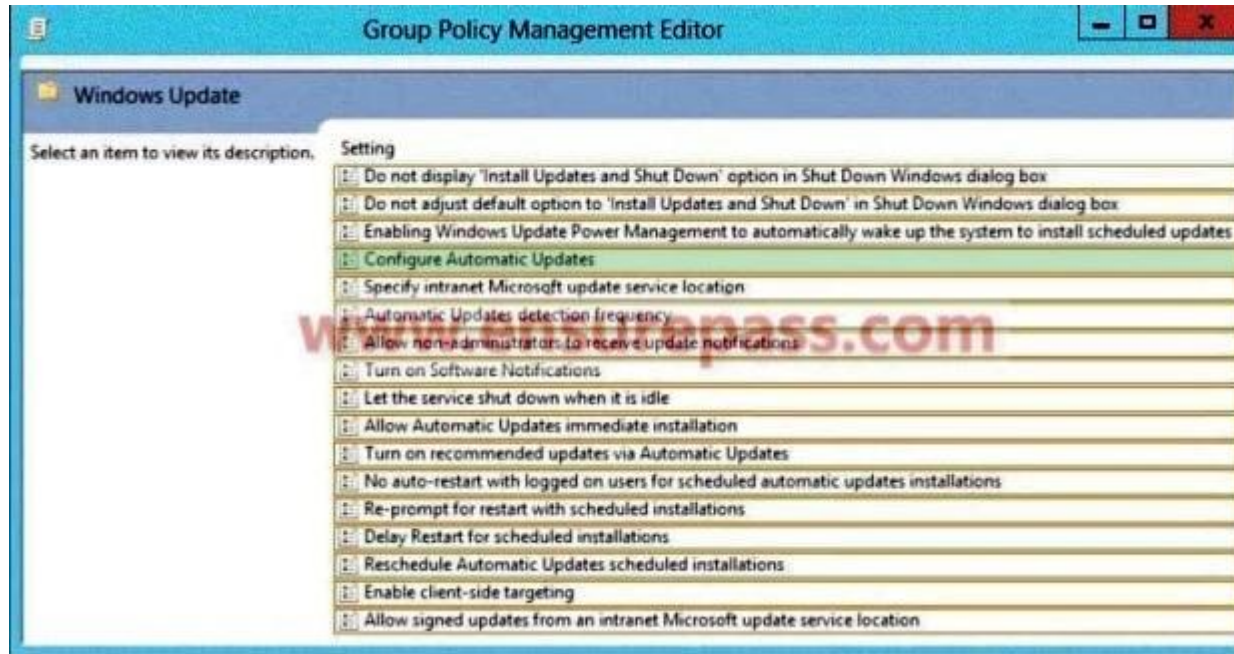 Group Policy Management Editor
Windows Update
Select an item to view its description.
Setting
Do not display 'Install Updates and Shut Down' option in Shut Down Windows dialog box
Do not adjust default option to 'Install Updates and Shut Down' in Shut Down Windows dialog box
Enabling Windows Update Power Management to automatically wake up the system to install scheduled updates
Configure Automatic Updates
Specify intranet Microsoft update service location
Automatic Updates detection frequency
www.ensurepass.com
Allow non-administrators to receive update notifications
Turn on Software Notifications
Let the service shut down when it is idle
Allow Automatic Updates immediate installation
Turn on recommended updates via Automatic Updates
No auto-restart with logged on users for scheduled automatic updates installations
Re-prompt for restart with scheduled installations
Delay Restart for scheduled installations
Reschedule Automatic Updates scheduled installations
Enable client-side targeting
Allow signed updates from an intranet Microsoft update service location